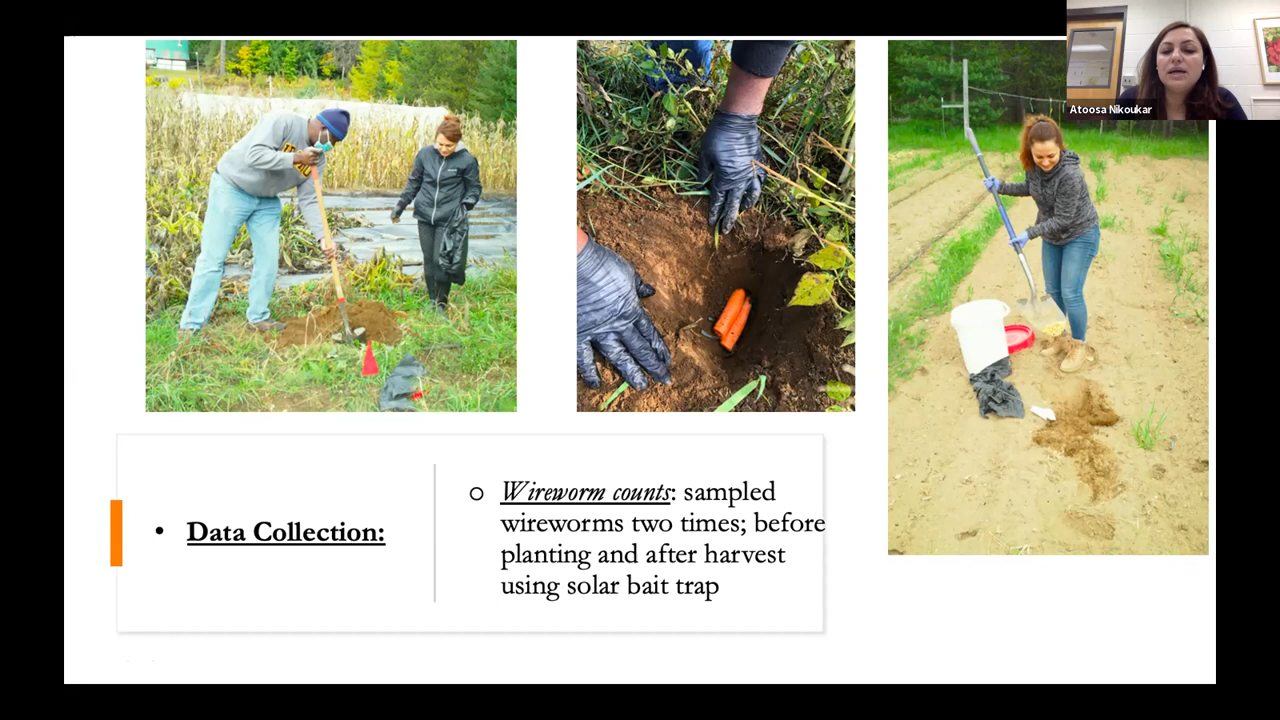 Atoosa Nikoukar
• Data Collection:
o Wireworm counts: sampled
wireworms two times; before
planting and after harvest
using solar bait trap